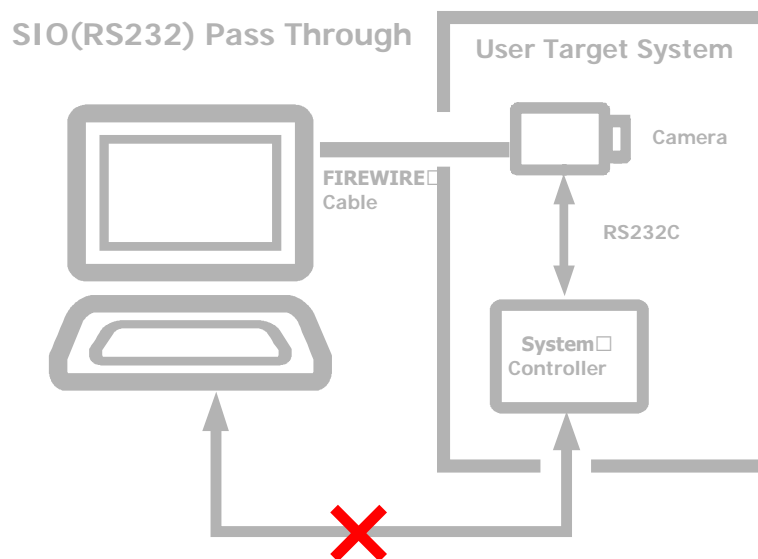 SIO(RS232) Pass Through
User Target System
Camera
FIREWIRE□
Cable
RS232C
System□
Controller